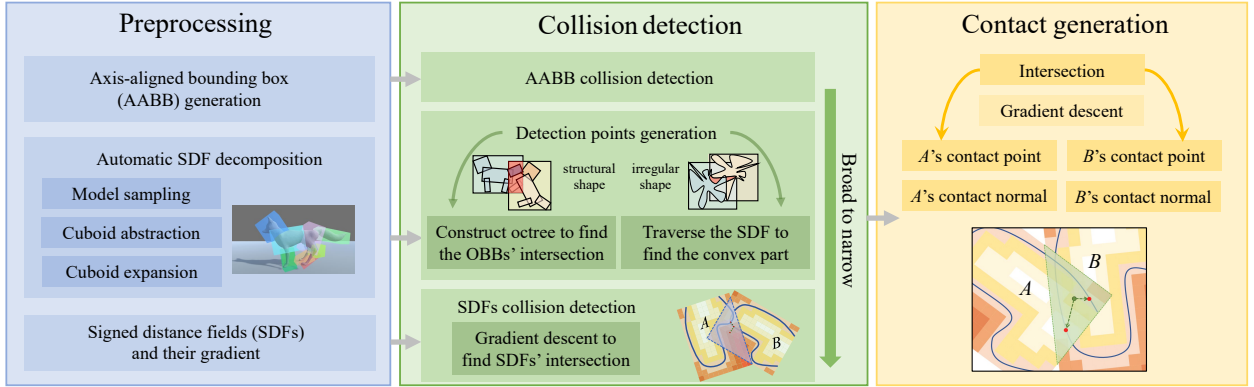 Preprocessing
Axis-aligned bounding box
(AABB) generation
Automatic SDF decomposition
Model sampling
Cuboid abstraction
Cuboid expansion
Signed distance fields (SDFs)
and their gradient
Collision detection
AABB collision detection
Detection points generation
structural
shape
irregular
shape
Construct octree to find
the OBBs' intersection
Traverse the SDF to
find the convex part
SDFs collision detection
Gradient descent to
find SDFs' intersection
A
B
Broad to narrow
Contact generation
Intersection
Gradient descent
A's contact point
B's contact point
A's contact normal
B's contact normal
A
B